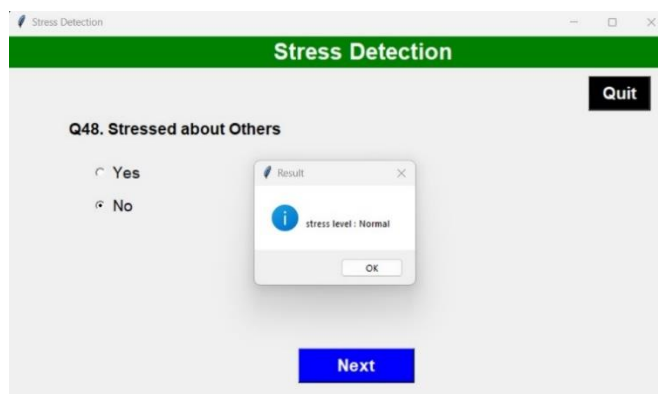 Stress Detection
Stress Detection
Quit
Q48. Stressed about Others
Yes
No
Result
stress level : Normal
OK
Next